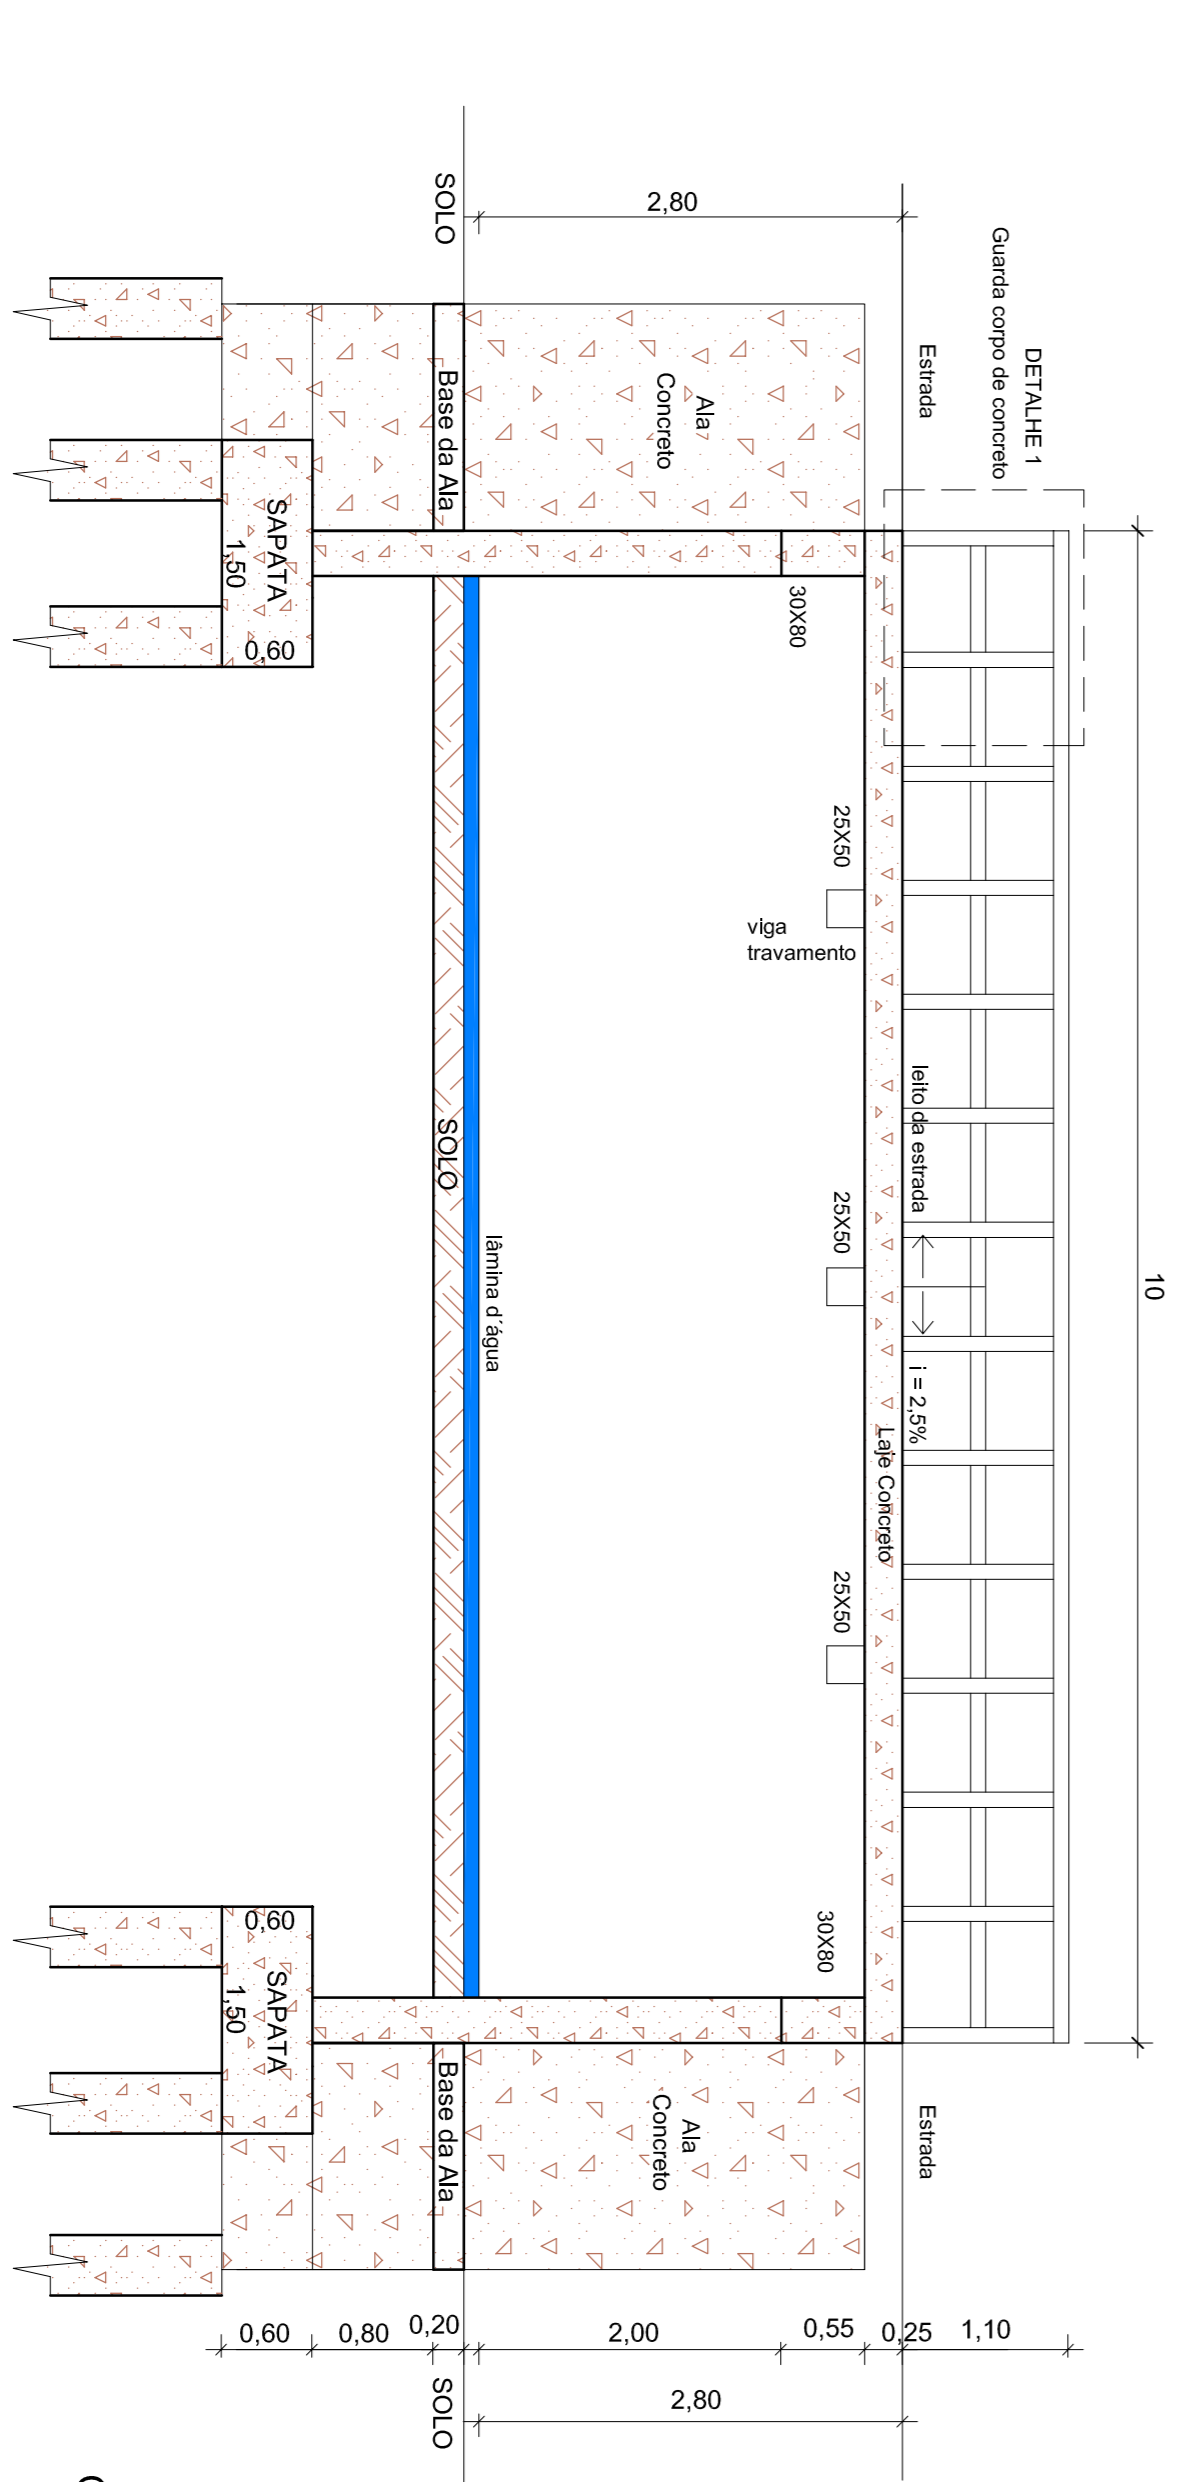 10
DETALHE 1
Guarda corpo de concreto
Estrada
leito da estrada
i = 2,5%
Estrada
Laje Concreto
1,10
0,25
0,55
2,00
0,20
0,80
0,60
2,80
2,80
30X80
25X50
25X50
25X50
30X80
viga
travamento
Ala
Concreto
Ala
Concreto
lâmina d´água
SOLO
Base da Ala
SOLO
Base da Ala
SOLO
SAPATA
1,50
0,60
SAPATA
1,50
0,60